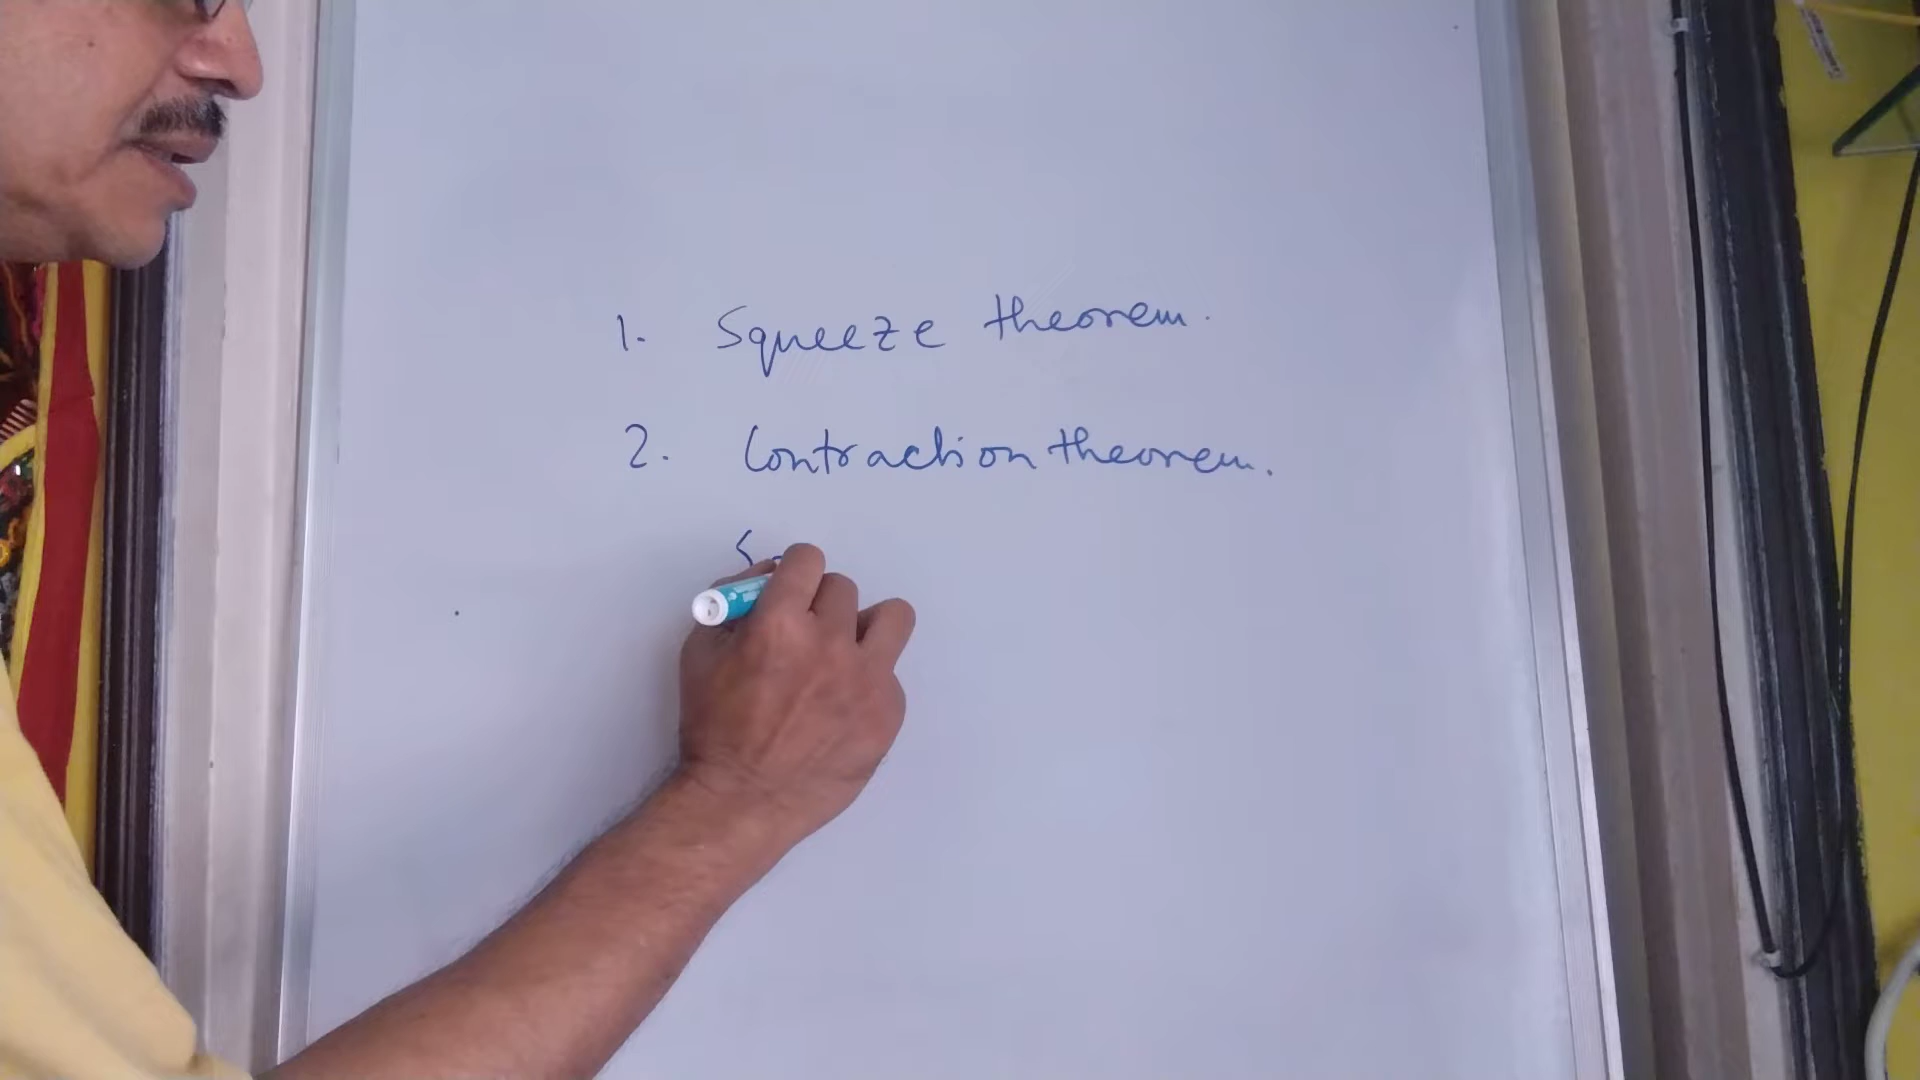 1. Squeeze theorem.
2. Contraction theorem.